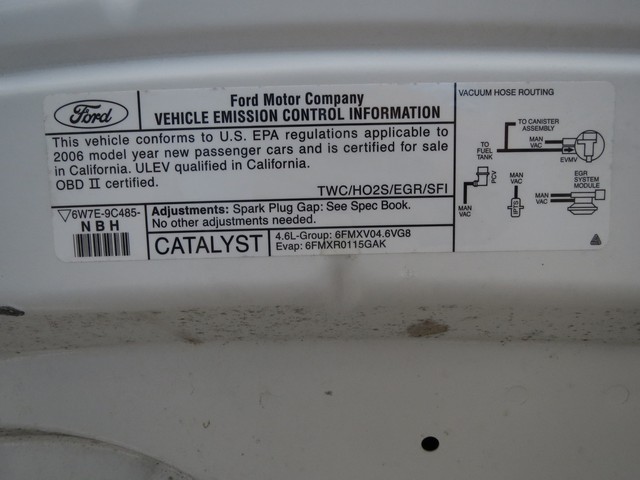 Ford
Ford Motor Company
VEHICLE EMISSION CONTROL INFORMATION
This vehicle conforms to U.S. EPA regulations applicable to
2006 model year new passenger cars and is certified for sale
in California. ULEV qualified in California.
OBD II certified.
TWC/HO2S/EGR/SFI
6W7E-9C485-
NBH
Adjustments: Spark Plug Gap: See Spec Book.
No other adjustments needed.
CATALYST
4.6L-Group: 6FMXV04.6VG8
Evap: 6FMXR0115GAK
VACUUM HOSE ROUTING
TO CANISTER
ASSEMBLY
TO
FUEL
TANK
MAN
VAC
EVMV
PCV
MAN
VAC
MAN
VAC
IPTS
MAN
VAC
EGR
SYSTEM
MODULE